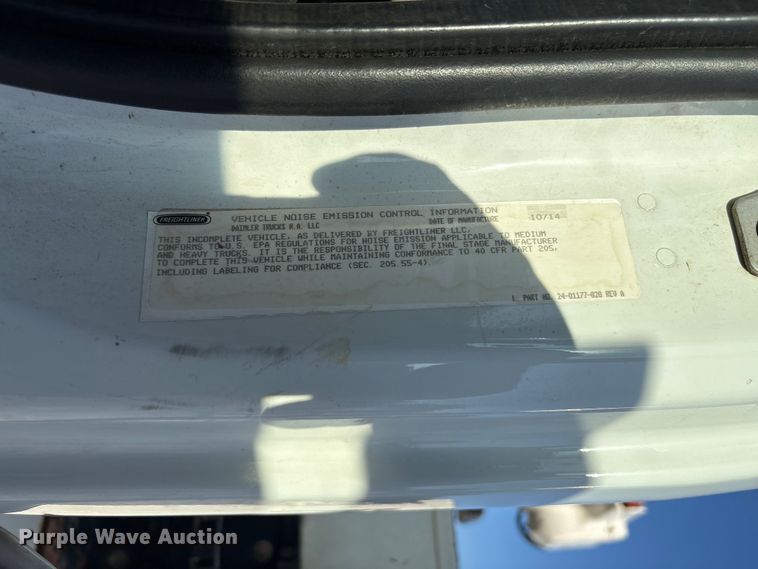 FREIGHTLINER
VEHICLE NOISE EMISSION CONTROL INFORMATION
DAIMLER TRUCKS N.A. LLC DATE OF MANUFACTURE 10/14
THIS INCOMPLETE VEHICLE, AS DELIVERED BY FREIGHTLINER LLC,
CONFORMS TO U.S. EPA REGULATIONS FOR NOISE EMISSION APPLICABLE TO MEDIUM
AND HEAVY TRUCKS. IT IS THE RESPONSIBILITY OF THE FINAL STAGE MANUFACTURER
TO COMPLETE THIS VEHICLE WHILE MAINTAINING CONFORMANCE TO 40 CFR PART 205,
INCLUDING LABELING FOR COMPLIANCE (SEC. 205.55-4).
PART NO. 24-01177-020 REV A
Purple Wave Auction